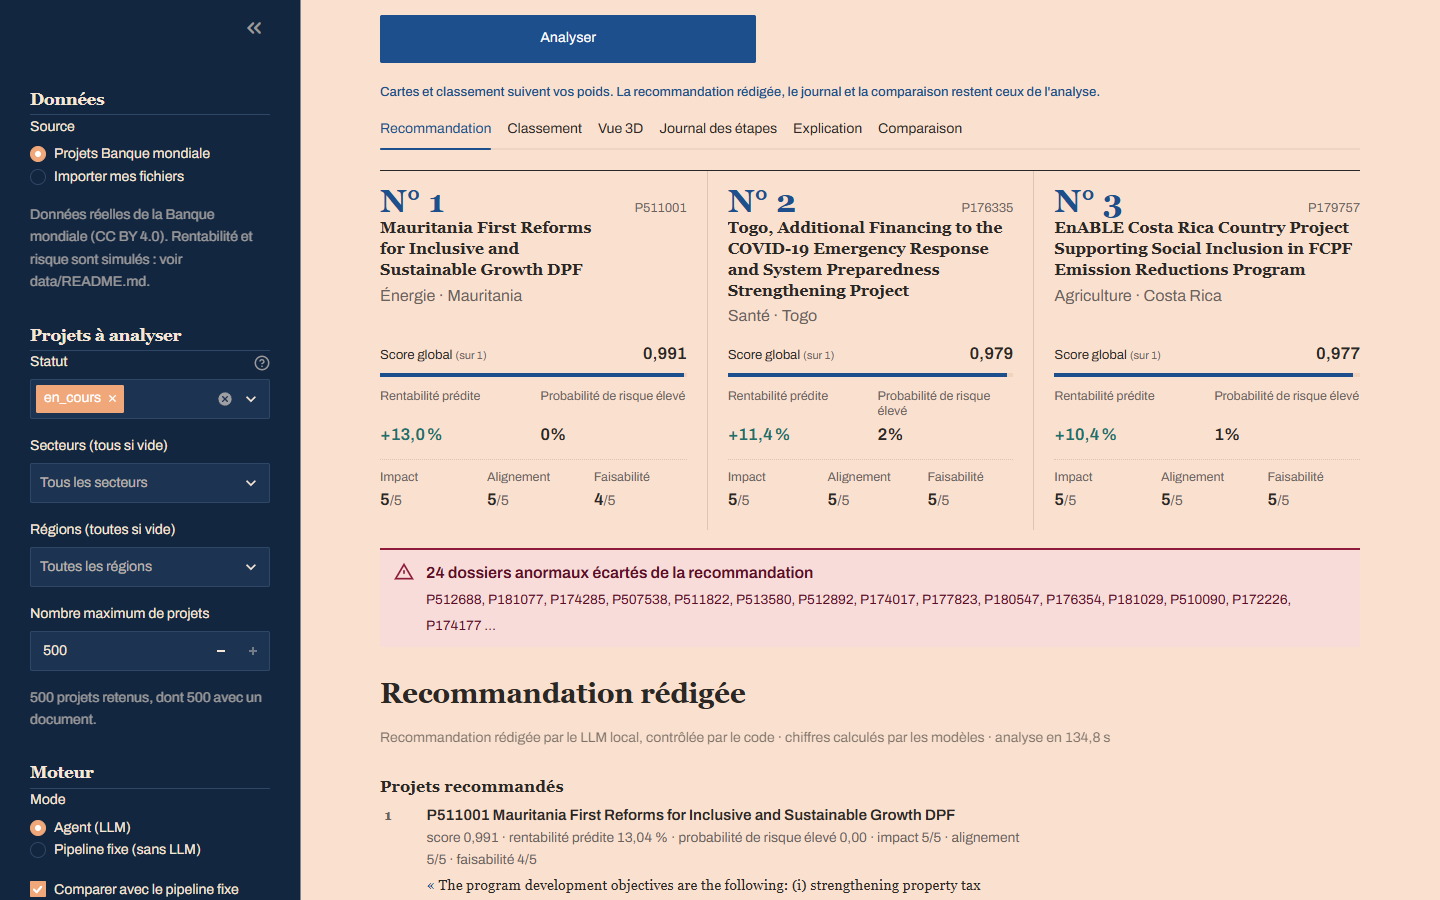 Données
Source
Projets Banque mondiale
Importer mes fichiers
Données réelles de la Banque
mondiale (CC BY 4.0). Rentabilité et
risque sont simulés : voir
data/README.md.
Projets à analyser
Statut
en_cours
Secteurs (tous si vide)
Tous les secteurs
Régions (toutes si vide)
Toutes les régions
Nombre maximum de projets
500
500 projets retenus, dont 500 avec un
document.
Moteur
Mode
Agent (LLM)
Pipeline fixe (sans LLM)
Comparer avec le pipeline fixe
Analyser
Cartes et classement suivent vos poids. La recommandation rédigée, le journal et la comparaison restent ceux de l'analyse.
Recommandation Classement Vue 3D Journal des étapes Explication Comparaison
N° 1 P511001
Mauritania First Reforms
for Inclusive and
Sustainable Growth DPF
Énergie · Mauritania
Score global (sur 1) 0,991
Rentabilité prédite Probabilité de risque élevé
+13,0 % 0%
Impact Alignement Faisabilité
5/5 5/5 4/5
N° 2 P176335
Togo, Additional Financing to the
COVID-19 Emergency Response
and System Preparedness
Strengthening Project
Santé · Togo
Score global (sur 1) 0,979
Rentabilité prédite Probabilité de risque
élevé
+11,4 % 2%
Impact Alignement Faisabilité
5/5 5/5 5/5
N° 3 P179757
EnABLE Costa Rica Country Project
Supporting Social Inclusion in FCPF
Emission Reductions Program
Agriculture · Costa Rica
Score global (sur 1) 0,977
Rentabilité prédite Probabilité de risque élevé
+10,4 % 1%
Impact Alignement Faisabilité
5/5 5/5 5/5
24 dossiers anormaux écartés de la recommandation
P512688, P181077, P174285, P507538, P511822, P513580, P512892, P174017, P177823, P180547, P176354, P181029, P510090, P172226,
P174177 ...
Recommandation rédigée
Recommandation rédigée par le LLM local, contrôlée par le code · chiffres calculés par les modèles · analyse en 134,8 s
Projets recommandés
1 P511001 Mauritania First Reforms for Inclusive and Sustainable Growth DPF
score 0,991 · rentabilité prédite 13,04 % · probabilité de risque élevé 0,00 · impact 5/5 · alignement
5/5 · faisabilité 4/5
« The program development objectives are the following: (i) strengthening property tax